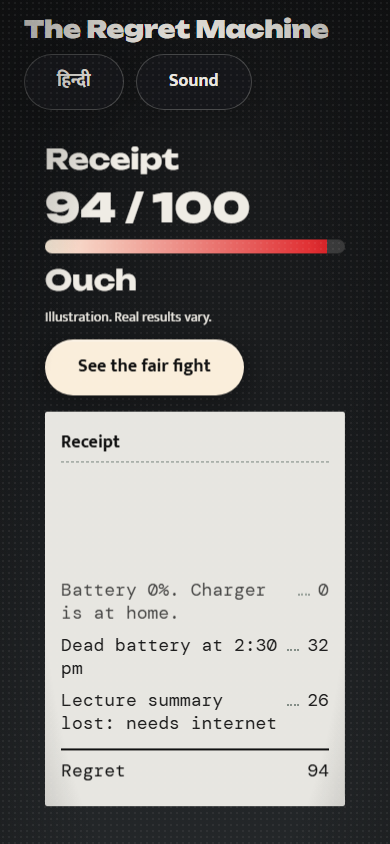 The Regret Machine
हिन्दी
Sound
Receipt
94 / 100
Ouch
Illustration. Real results vary.
See the fair fight
Receipt
Battery 0%. Charger .... 0
is at home.
Dead battery at 2:30 .... 32
pm
Lecture summary .... 26
lost: needs internet
Regret 94